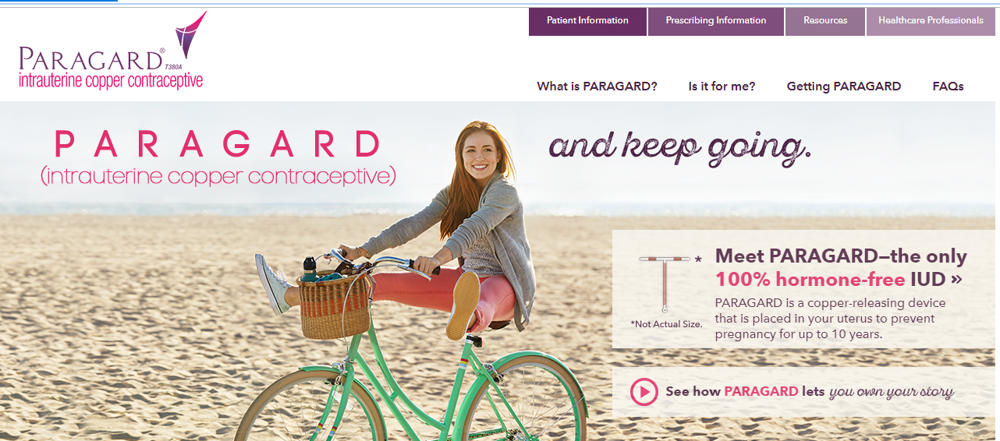 Patient Information
Prescribing Information
Resources
Healthcare Professionals
PARAGARD®
T380A
intrauterine copper contraceptive
What is PARAGARD?
Is it for me?
Getting PARAGARD
FAQs
PARAGARD
(intrauterine copper contraceptive)
and keep going.
*
*Not Actual Size.
Meet PARAGARD—the only
100% hormone-free IUD »
PARAGARD is a copper-releasing device
that is placed in your uterus to prevent
pregnancy for up to 10 years.
See how PARAGARD lets you own your story